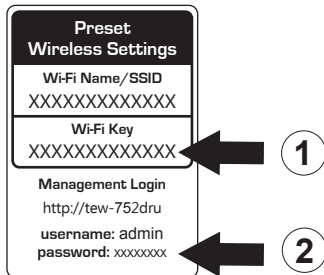 Preset
Wireless Settings
Wi-Fi Name/SSID
XXXXXXXXXXXXX
Wi-Fi Key
XXXXXXXXXXXXX
1
Management Login
http://tew-752dru
username: admin
password: xxxxxxxx
2